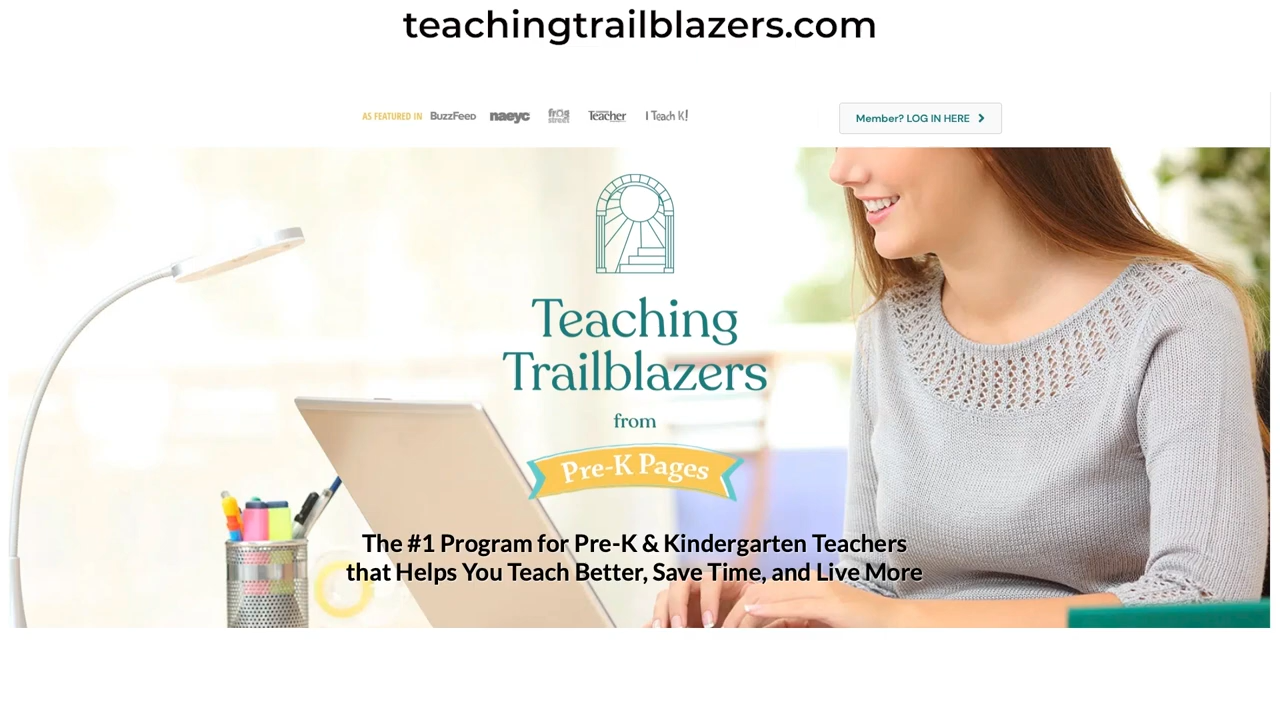 teachingtrailblazers.com
AS FEATURED IN BuzzFeed naeyc frog street Teacher I Teach K!
Member? LOG IN HERE
Teaching
Trailblazers
from
Pre-K Pages
The #1 Program for Pre-K & Kindergarten Teachers
that Helps You Teach Better, Save Time, and Live More